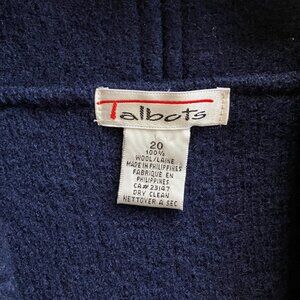 Talbots
20
100%
WOOL/LAINE
MADE IN PHILIPPINES
FABRIQUE EN
PHILIPPINES
CA# 23147
DRY CLEAN
NETTOYER A SEC